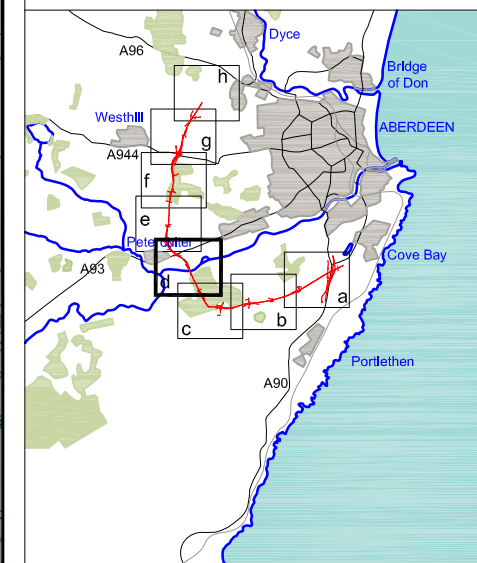 Dyce
A96
Bridge
of Don
h
Westhill
ABERDEEN
g
A944
f
e
Peterculter
Cove Bay
A93
d
a
b
c
Portlethen
A90